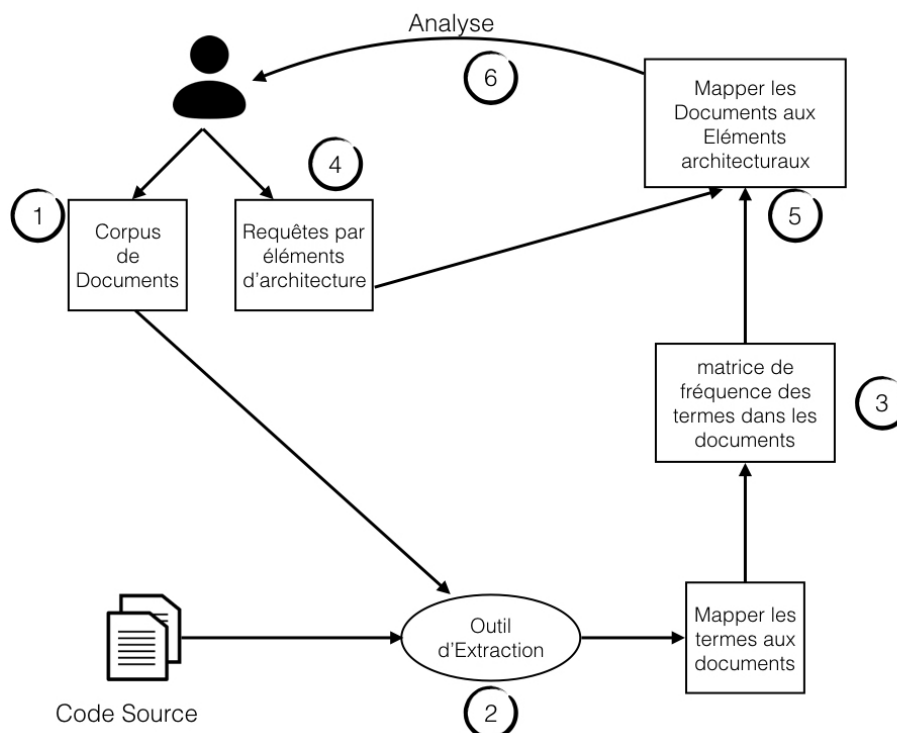 Analyse
6
Mapper les
Documents aux
Eléments
architecturaux
4
1
Corpus
de
Documents
Requêtes par
éléments
d'architecture
5
matrice de
fréquence des
termes dans les
documents
3
Outil
d'Extraction
Mapper les
termes aux
documents
Code Source
2